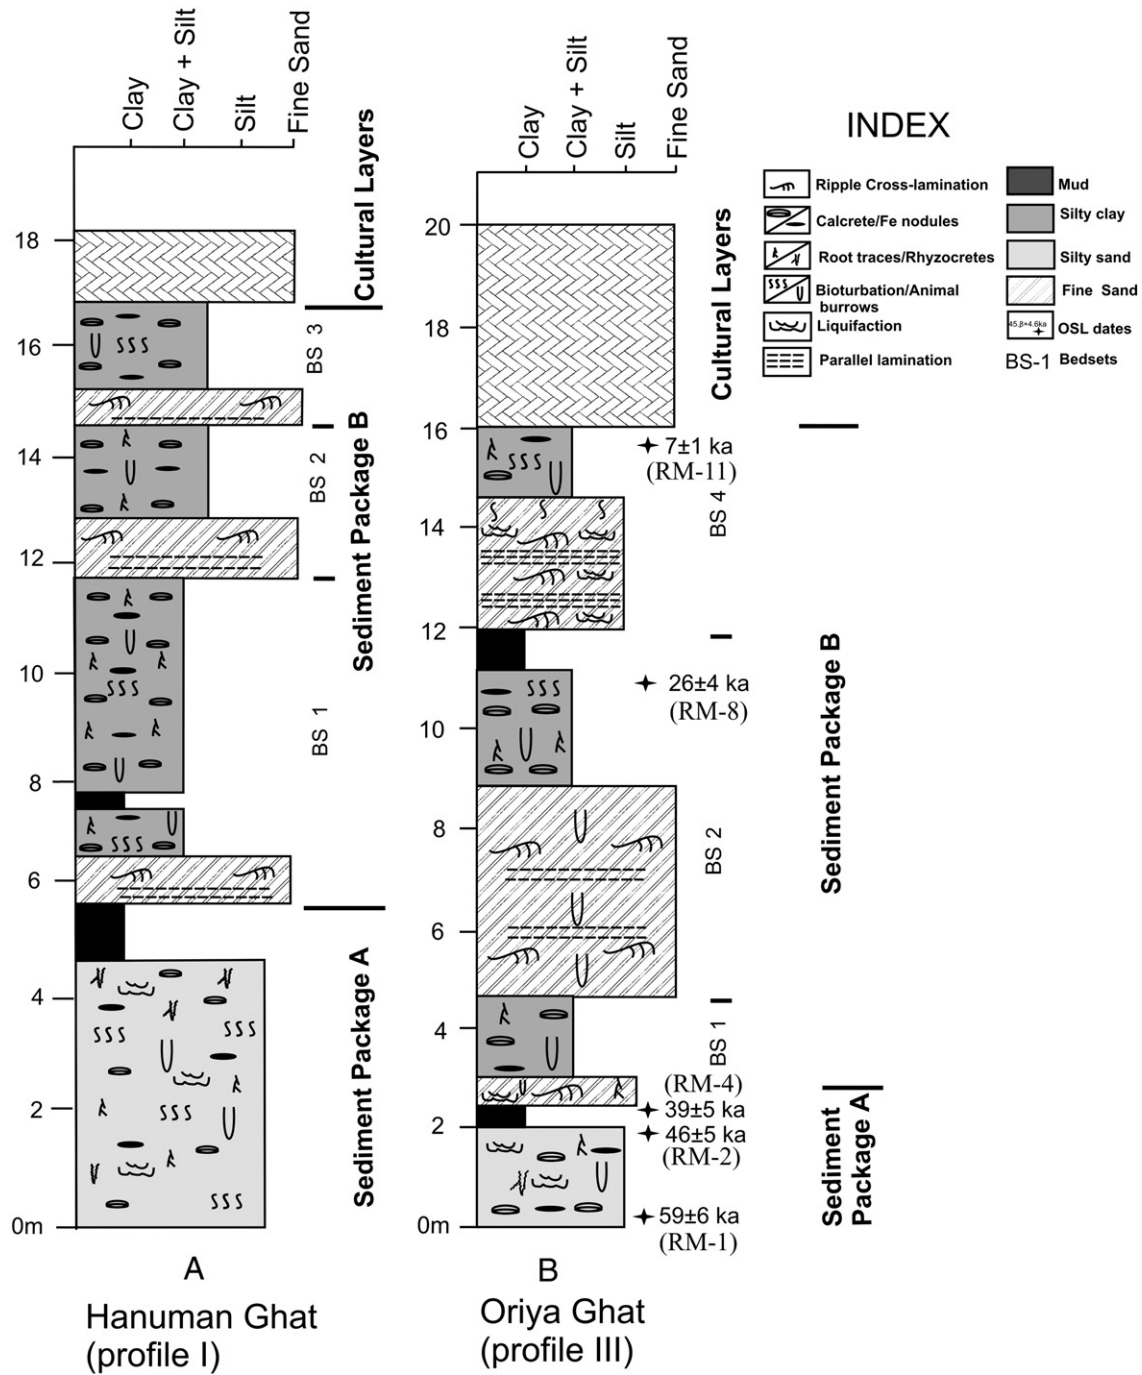 Clay
Clay + Silt
Silt
Fine Sand
18
16
14
12
10
8
6
4
2
0m
Cultural Layers
BS 3
BS 2
BS 1
Sediment Package B
Sediment Package A
A
Hanuman Ghat
(profile I)
Clay
Clay + Silt
Silt
Fine Sand
20
18
16
14
12
10
8
6
4
2
0m
Cultural Layers
7±1 ka
(RM-11)
BS 4
26±4 ka
(RM-8)
BS 2
BS 1
(RM-4)
39±5 ka
46±5 ka
(RM-2)
59±6 ka
(RM-1)
Sediment Package B
Sediment
Package A
B
Oriya Ghat
(profile III)
INDEX
Ripple Cross-lamination
Calcrete/Fe nodules
Root traces/Rhyzocretes
Bioturbation/Animal
burrows
Liquifaction
Parallel lamination
Mud
Silty clay
Silty sand
Fine Sand
45,8+4.6ka
OSL dates
BS-1 Bedsets